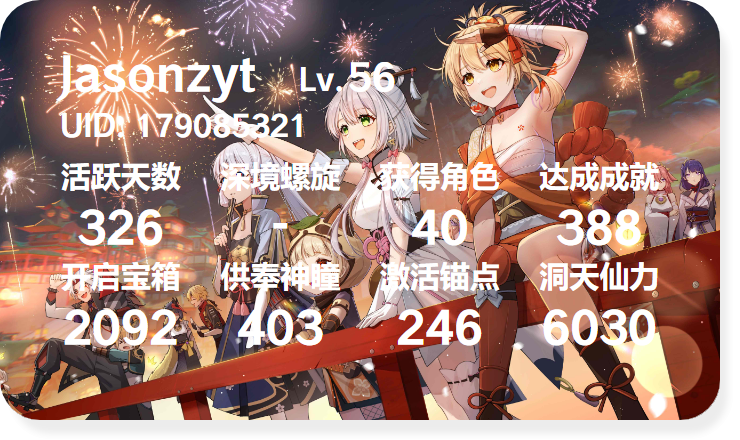 Jasonzyt Lv.56
UID: 179085321
活跃天数 深境螺旋 获得角色 达成成就
326 - 40 388
开启宝箱 供奉神瞳 激活锚点 洞天仙力
2092 403 246 6030